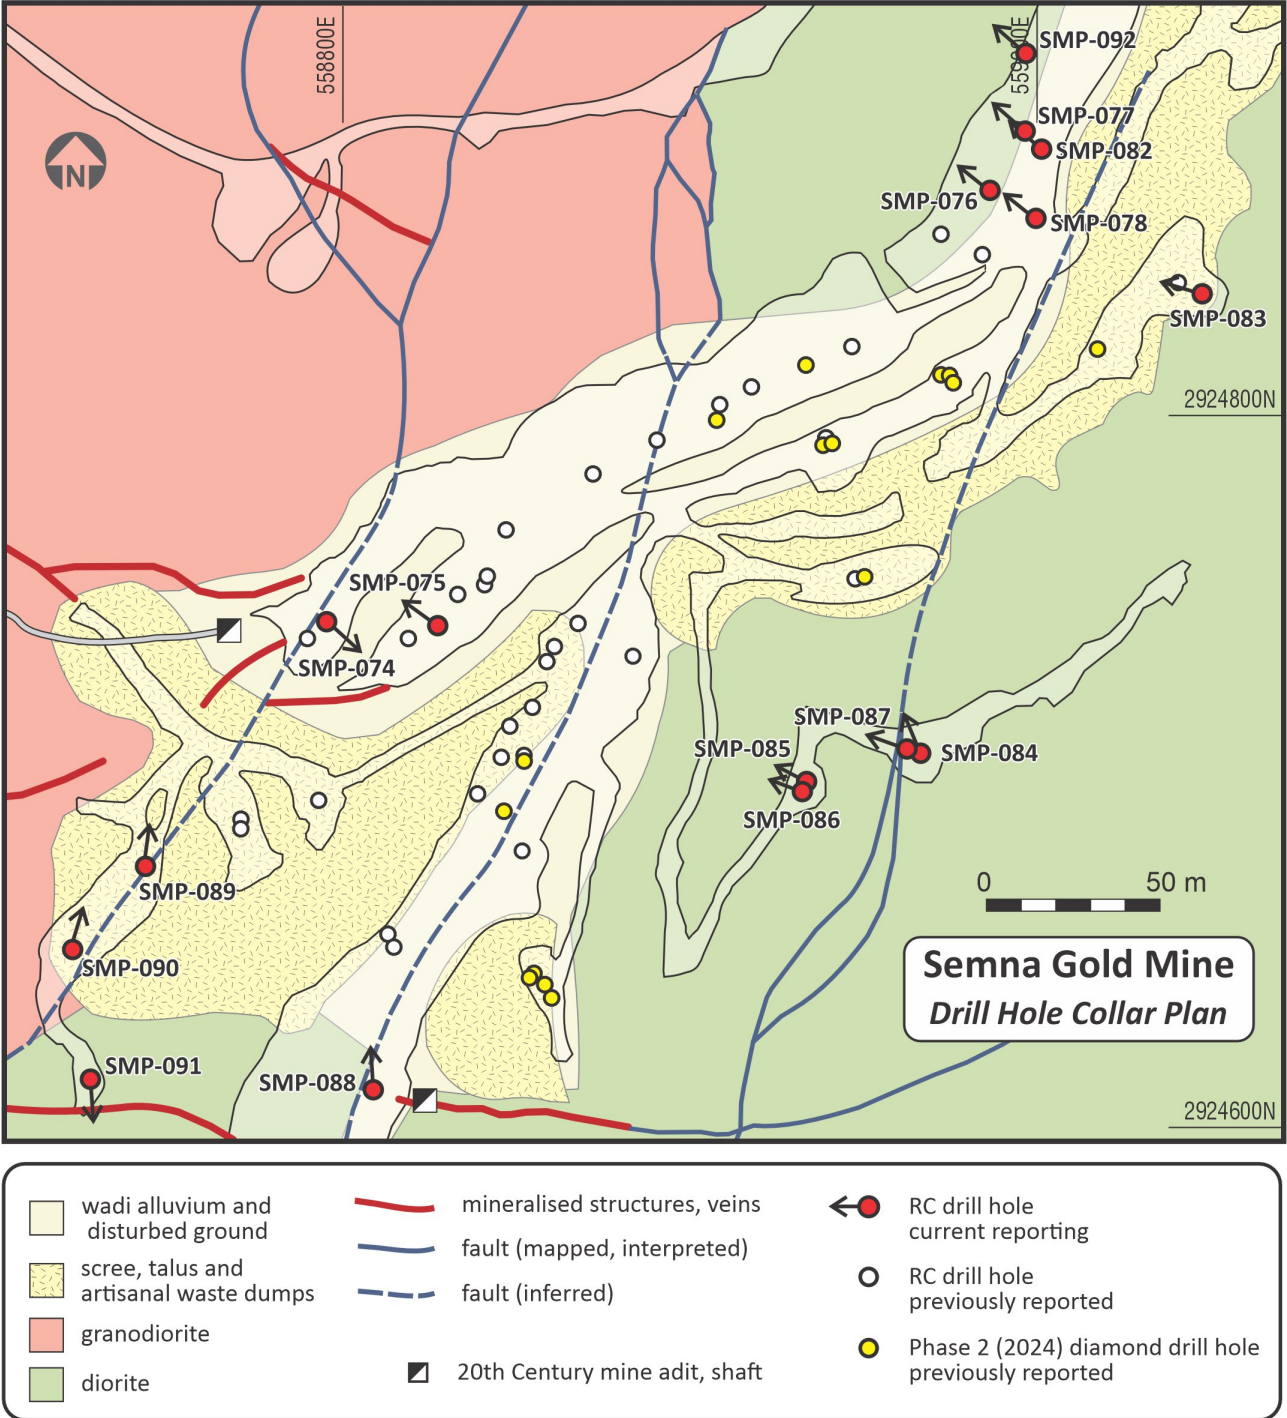 558800E
559000E
SMP-092
SMP-077
SMP-082
SMP-076
SMP-078
N
SMP-083
2924800N
SMP-075
SMP-074
SMP-087
SMP-085
SMP-084
SMP-086
SMP-089
0 50 m
SMP-090
Semna Gold Mine
Drill Hole Collar Plan
SMP-091
SMP-088
2924600N
wadi alluvium and
disturbed ground
scree, talus and
artisanal waste dumps
granodiorite
diorite
mineralised structures, veins
fault (mapped, interpreted)
fault (inferred)
20th Century mine adit, shaft
RC drill hole
current reporting
RC drill hole
previously reported
Phase 2 (2024) diamond drill hole
previously reported